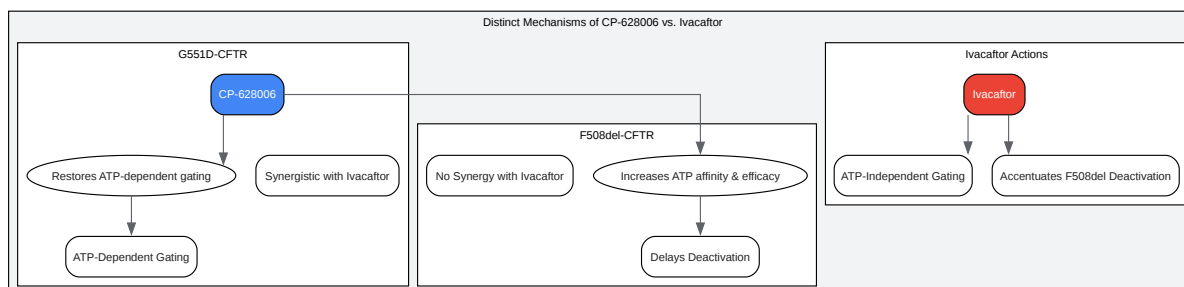 Distinct Mechanisms of CP-628006 vs. Ivacaftor
G551D-CFTR
CP-628006
Restores ATP-dependent gating
Synergistic with Ivacaftor
ATP-Dependent Gating
F508del-CFTR
No Synergy with Ivacaftor
Increases ATP affinity & efficacy
Delays Deactivation
Ivacaftor Actions
Ivacaftor
ATP-Independent Gating
Accentuates F508del Deactivation